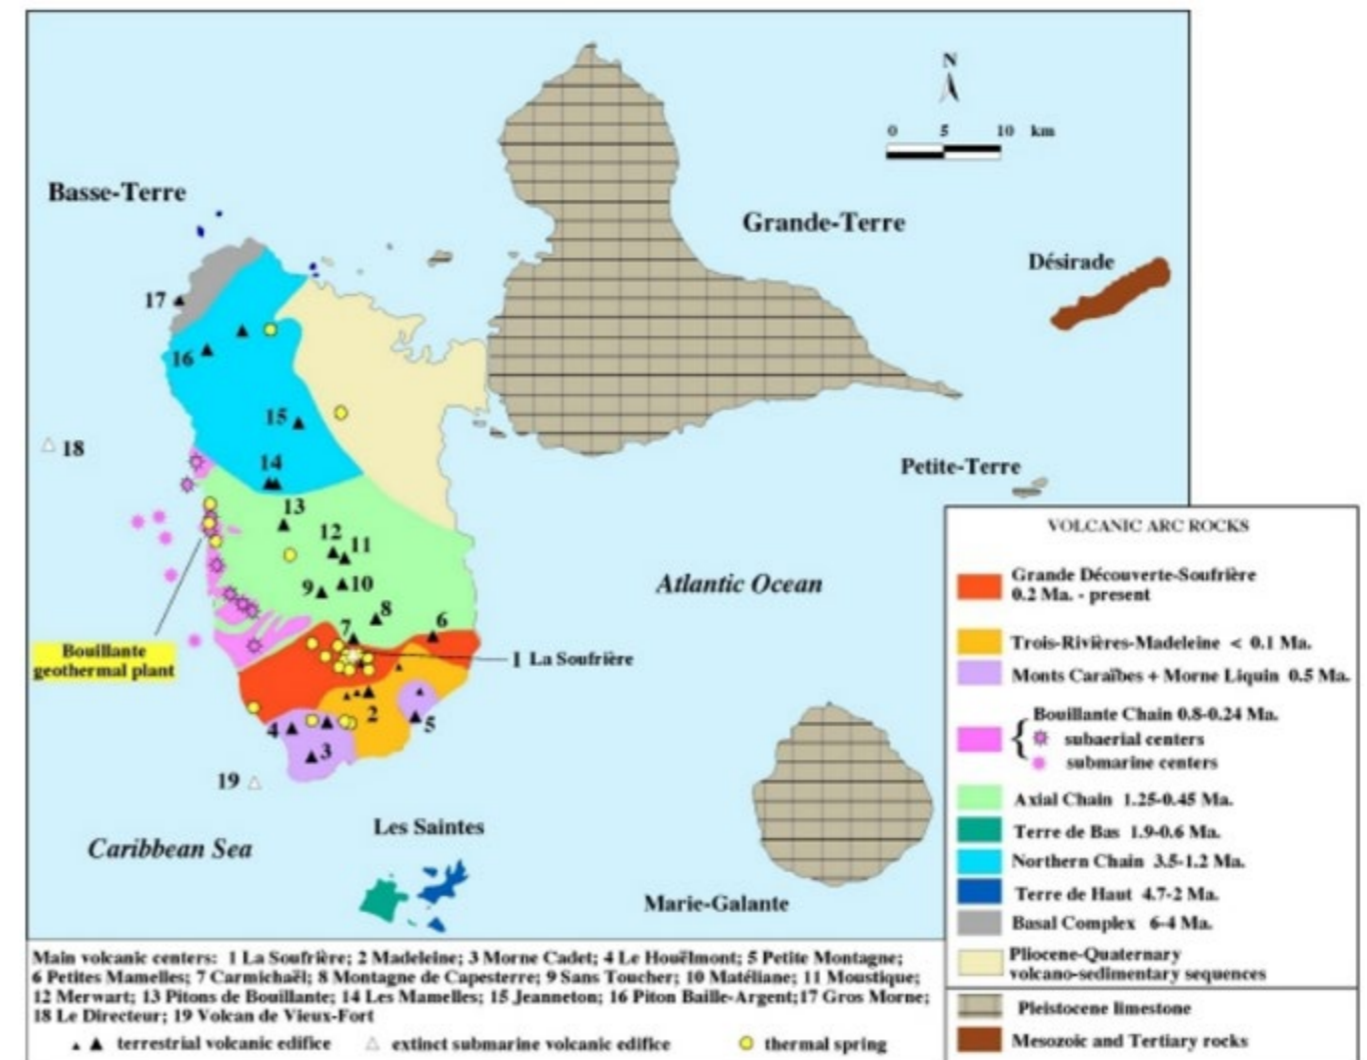 N
0 5 10 km
Basse-Terre
Grande-Terre
Désirade
17
16
15
18
14
Petite-Terre
13
12
11
9
10
8
7
6
Atlantic Ocean
Bouillante
geothermal plant
1 La Soufrière
2
5
4
3
19
Les Saintes
Caribbean Sea
Marie-Galante
VOLCANIC ARC ROCKS
Grande Découverte-Soufrière
0.2 Ma. - present
Trois-Rivières-Madeleine < 0.1 Ma.
Monts Caraïbes + Morne Liquin 0.5 Ma.
Bouillante Chain 0.8-0.24 Ma.
subaerial centers
submarine centers
Axial Chain 1.25-0.45 Ma.
Terre de Bas 1.9-0.6 Ma.
Northern Chain 3.5-1.2 Ma.
Terre de Haut 4.7-2 Ma.
Basal Complex 6-4 Ma.
Pliocene-Quaternary
volcano-sedimentary sequences
Pleistocene limestone
Mesozoic and Tertiary rocks
Main volcanic centers: 1 La Soufrière; 2 Madeleine; 3 Morne Cadet; 4 Le Houëlmont; 5 Petite Montagne;
6 Petites Mamelles; 7 Carmichaël; 8 Montagne de Capesterre; 9 Sans Toucher; 10 Matéliane; 11 Moustique;
12 Merwart; 13 Pitons de Bouillante; 14 Les Mamelles; 15 Jeanneton; 16 Piton Baille-Argent;17 Gros Morne;
18 Le Directeur; 19 Volcan de Vieux-Fort
terrestrial volcanic edifice
extinct submarine volcanic edifice
thermal spring